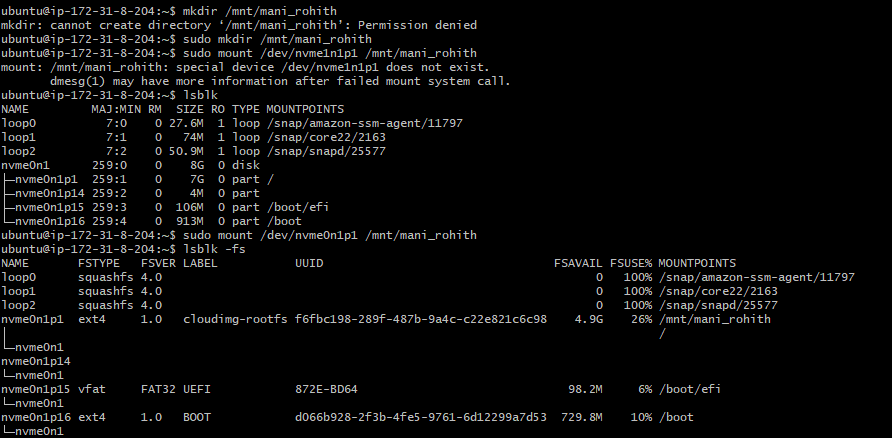 ubuntu@ip-172-31-8-204:~$ mkdir /mnt/mani_rohith
mkdir: cannot create directory ‘/mnt/mani_rohith’: Permission denied
ubuntu@ip-172-31-8-204:~$ sudo mkdir /mnt/mani_rohith
ubuntu@ip-172-31-8-204:~$ sudo mount /dev/nvme1n1p1 /mnt/mani_rohith
mount: /mnt/mani_rohith: special device /dev/nvme1n1p1 does not exist.
       dmesg(1) may have more information after failed mount system call.
ubuntu@ip-172-31-8-204:~$ lsblk
NAME         MAJ:MIN RM   SIZE RO TYPE MOUNTPOINTS
loop0          7:0    0  27.6M  1 loop /snap/amazon-ssm-agent/11797
loop1          7:1    0    74M  1 loop /snap/core22/2163
loop2          7:2    0  50.9M  1 loop /snap/snapd/25577
nvme0n1      259:0    0     8G  0 disk
├─nvme0n1p1  259:1    0     7G  0 part /
├─nvme0n1p14 259:2    0     4M  0 part
├─nvme0n1p15 259:3    0   106M  0 part /boot/efi
└─nvme0n1p16 259:4    0   913M  0 part /boot
ubuntu@ip-172-31-8-204:~$ sudo mount /dev/nvme0n1p1 /mnt/mani_rohith
ubuntu@ip-172-31-8-204:~$ lsblk -fs
NAME       FSTYPE   FSVER LABEL           UUID                                 FSAVAIL FSUSE% MOUNTPOINTS
loop0      squashfs 4.0                                                              0   100% /snap/amazon-ssm-agent/11797
loop1      squashfs 4.0                                                              0   100% /snap/core22/2163
loop2      squashfs 4.0                                                              0   100% /snap/snapd/25577
nvme0n1p1  ext4     1.0   cloudimg-rootfs f6fbc198-289f-487b-9a4c-c22e821c6c98    4.9G    26% /mnt/mani_rohith
│                                                                                             /
└─nvme0n1
nvme0n1p14
└─nvme0n1
nvme0n1p15 vfat     FAT32 UEFI            872E-BD64                              98.2M     6% /boot/efi
└─nvme0n1
nvme0n1p16 ext4     1.0   BOOT            d066b928-2f3b-4fe5-9761-6d12299a7d53  729.8M    10% /boot
└─nvme0n1